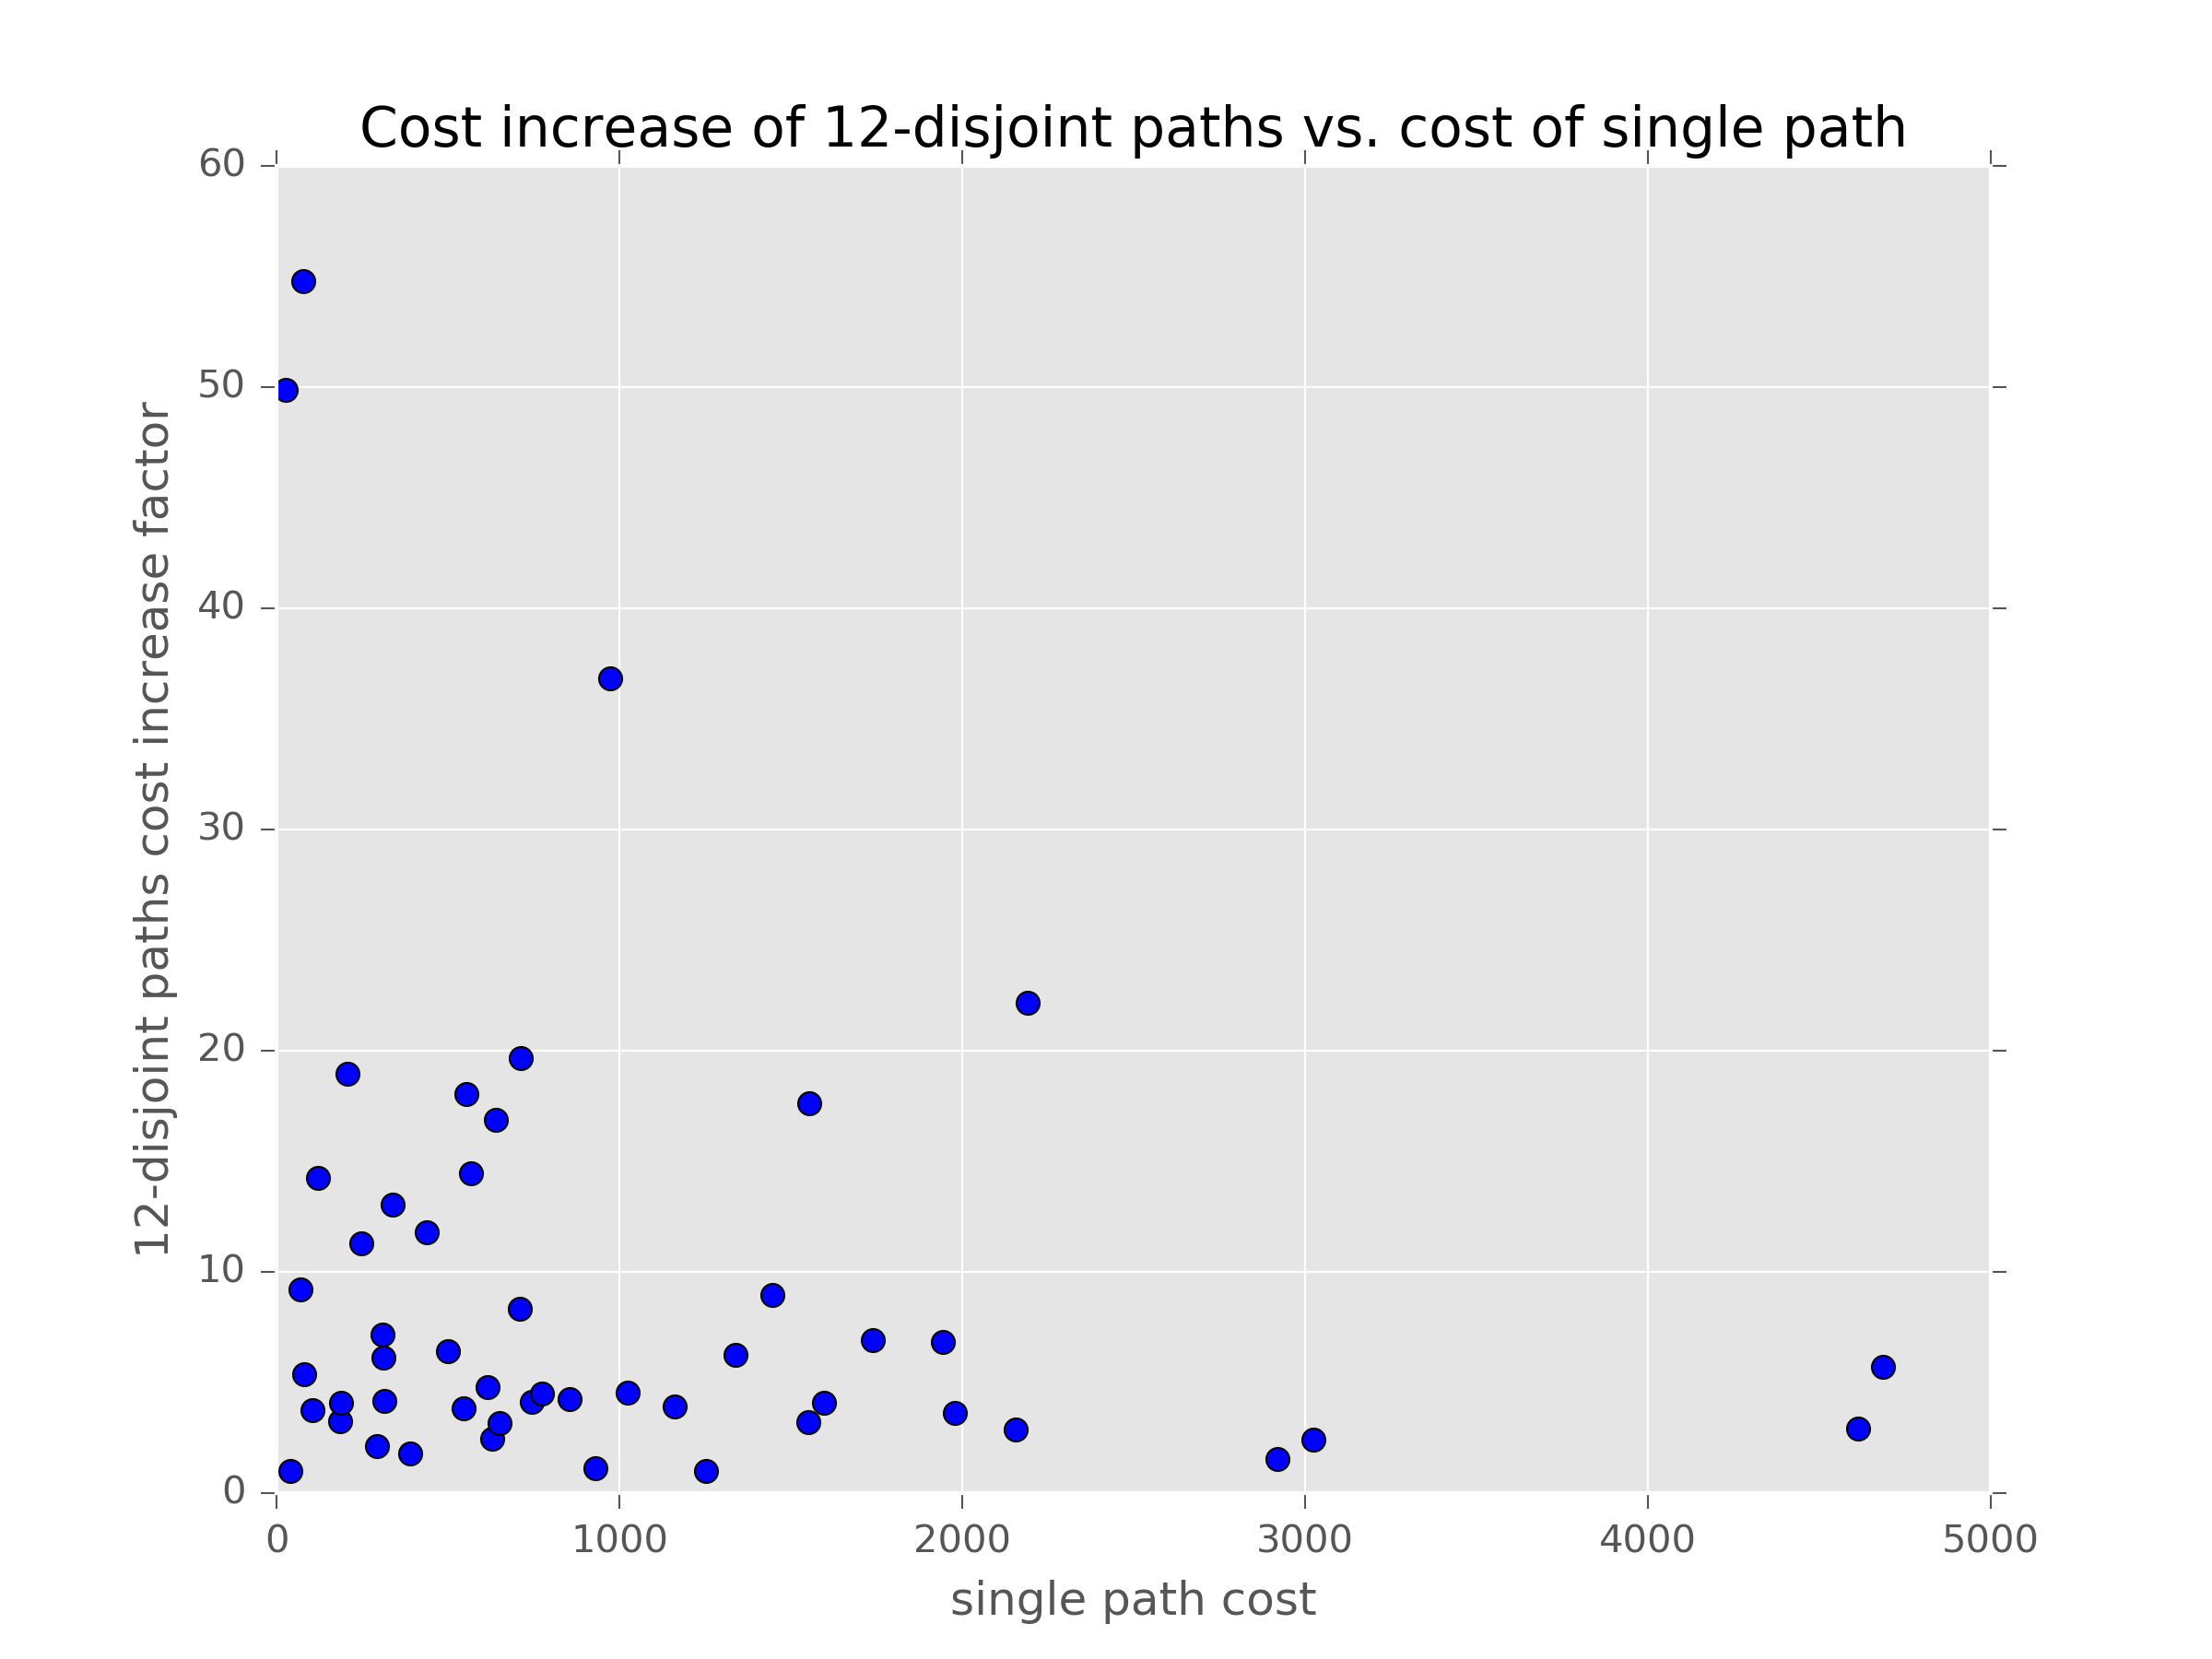 Cost increase of 12-disjoint paths vs. cost of single path
60
50
40
30
20
10
0
12-disjoint paths cost increase factor
0 1000 2000 3000 4000 5000
single path cost